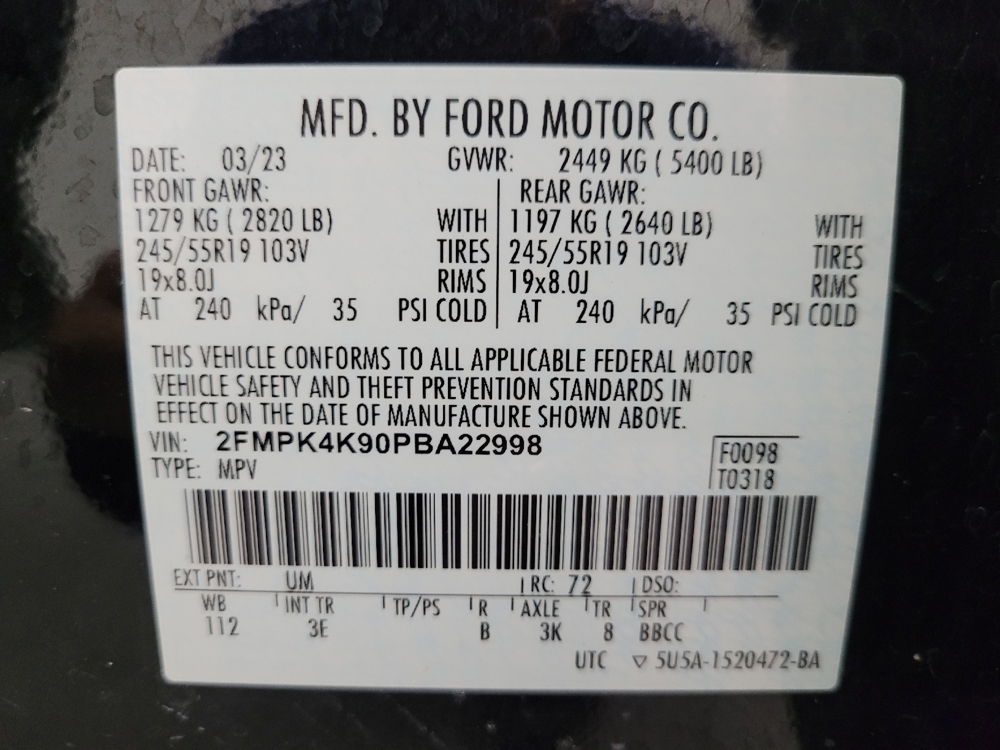 MFD. BY FORD MOTOR CO.
DATE: 03/23 GVWR: 2449 KG ( 5400 LB)
FRONT GAWR: REAR GAWR:
1279 KG ( 2820 LB) WITH 1197 KG ( 2640 LB) WITH
245/55R19 103V TIRES 245/55R19 103V TIRES
19x8.0J RIMS 19x8.0J RIMS
AT 240 kPa/ 35 PSI COLD AT 240 kPa/ 35 PSI COLD
THIS VEHICLE CONFORMS TO ALL APPLICABLE FEDERAL MOTOR
VEHICLE SAFETY AND THEFT PREVENTION STANDARDS IN
EFFECT ON THE DATE OF MANUFACTURE SHOWN ABOVE.
VIN: 2FMPK4K90PBA22998
TYPE: MPV
F0098
T0318
EXT PNT: UM RC: 72 DSO:
WB INT TR TP/PS R AXLE TR SPR
112 3E B 3K 8 BBCC
UTC ▽ 5U5A-1520472-BA